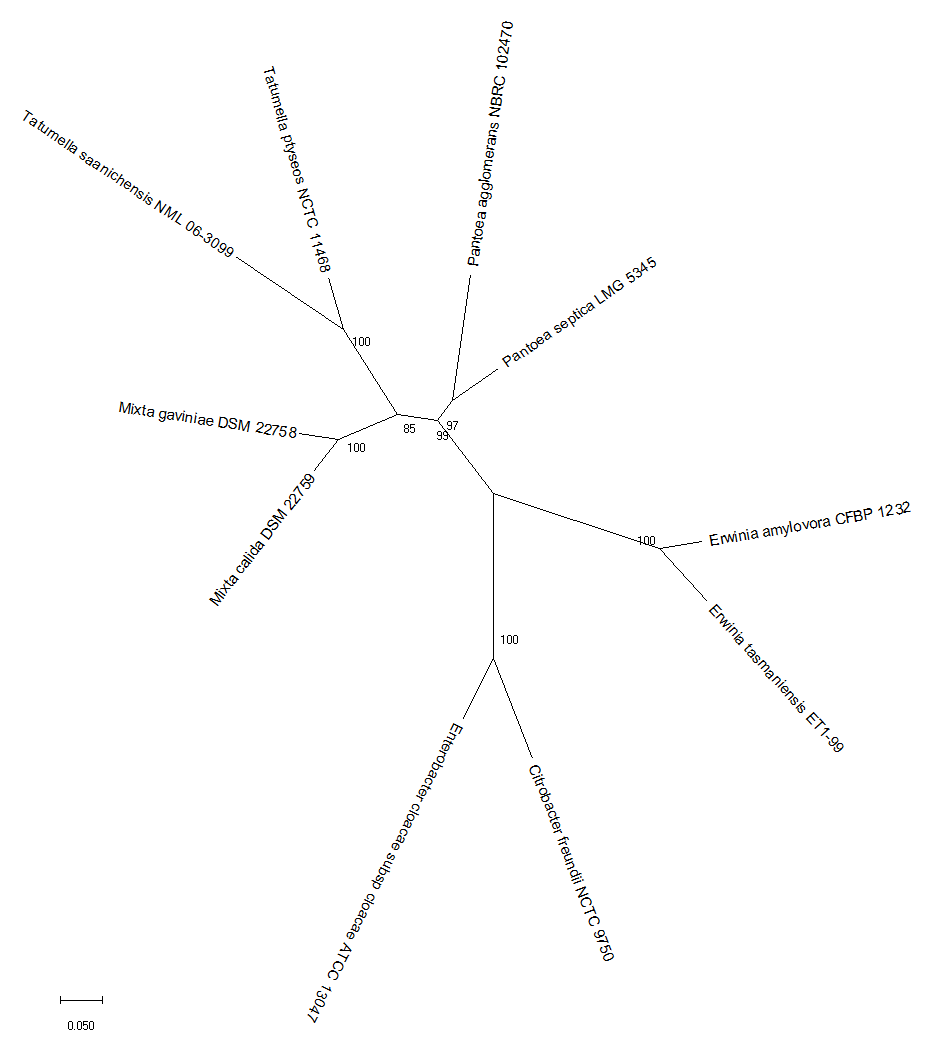 Pantoea agglomerans NBRC 102470
Tatumella ptyseos NCTC 11468
Tatumella saanichensis NML 06-3099
Pantoea septica LMG 5345
100
Mixta gaviniae DSM 22758
85
97
99
100
Mixta calida DSM 22759
Erwinia amylovora CFBP 1232
100
Erwinia tasmaniensis ET1-99
100
Enterobacter cloacae subsp cloacae ATCC 13047
Citrobacter freundii NCTC 9750
0.050